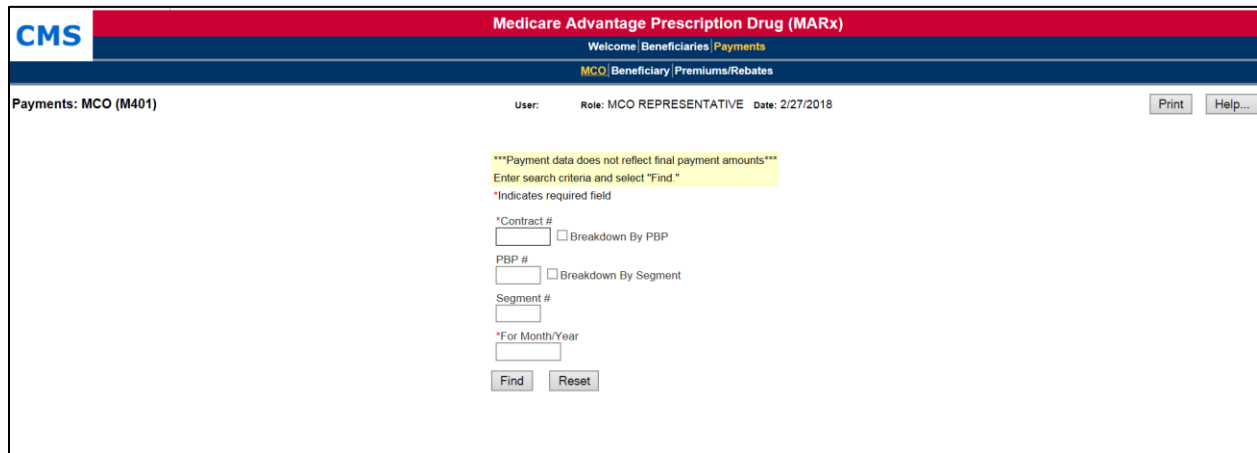 CMS
Medicare Advantage Prescription Drug (MARx)
Welcome|Beneficiaries|Payments
MCO|Beneficiary|Premiums/Rebates
Payments: MCO (M401) User: Role: MCO REPRESENTATIVE Date: 2/27/2018 Print Help...
***Payment data does not reflect final payment amounts***
Enter search criteria and select "Find."
*Indicates required field
*Contract #
Breakdown By PBP
PBP #
Breakdown By Segment
Segment #
*For Month/Year
Find Reset